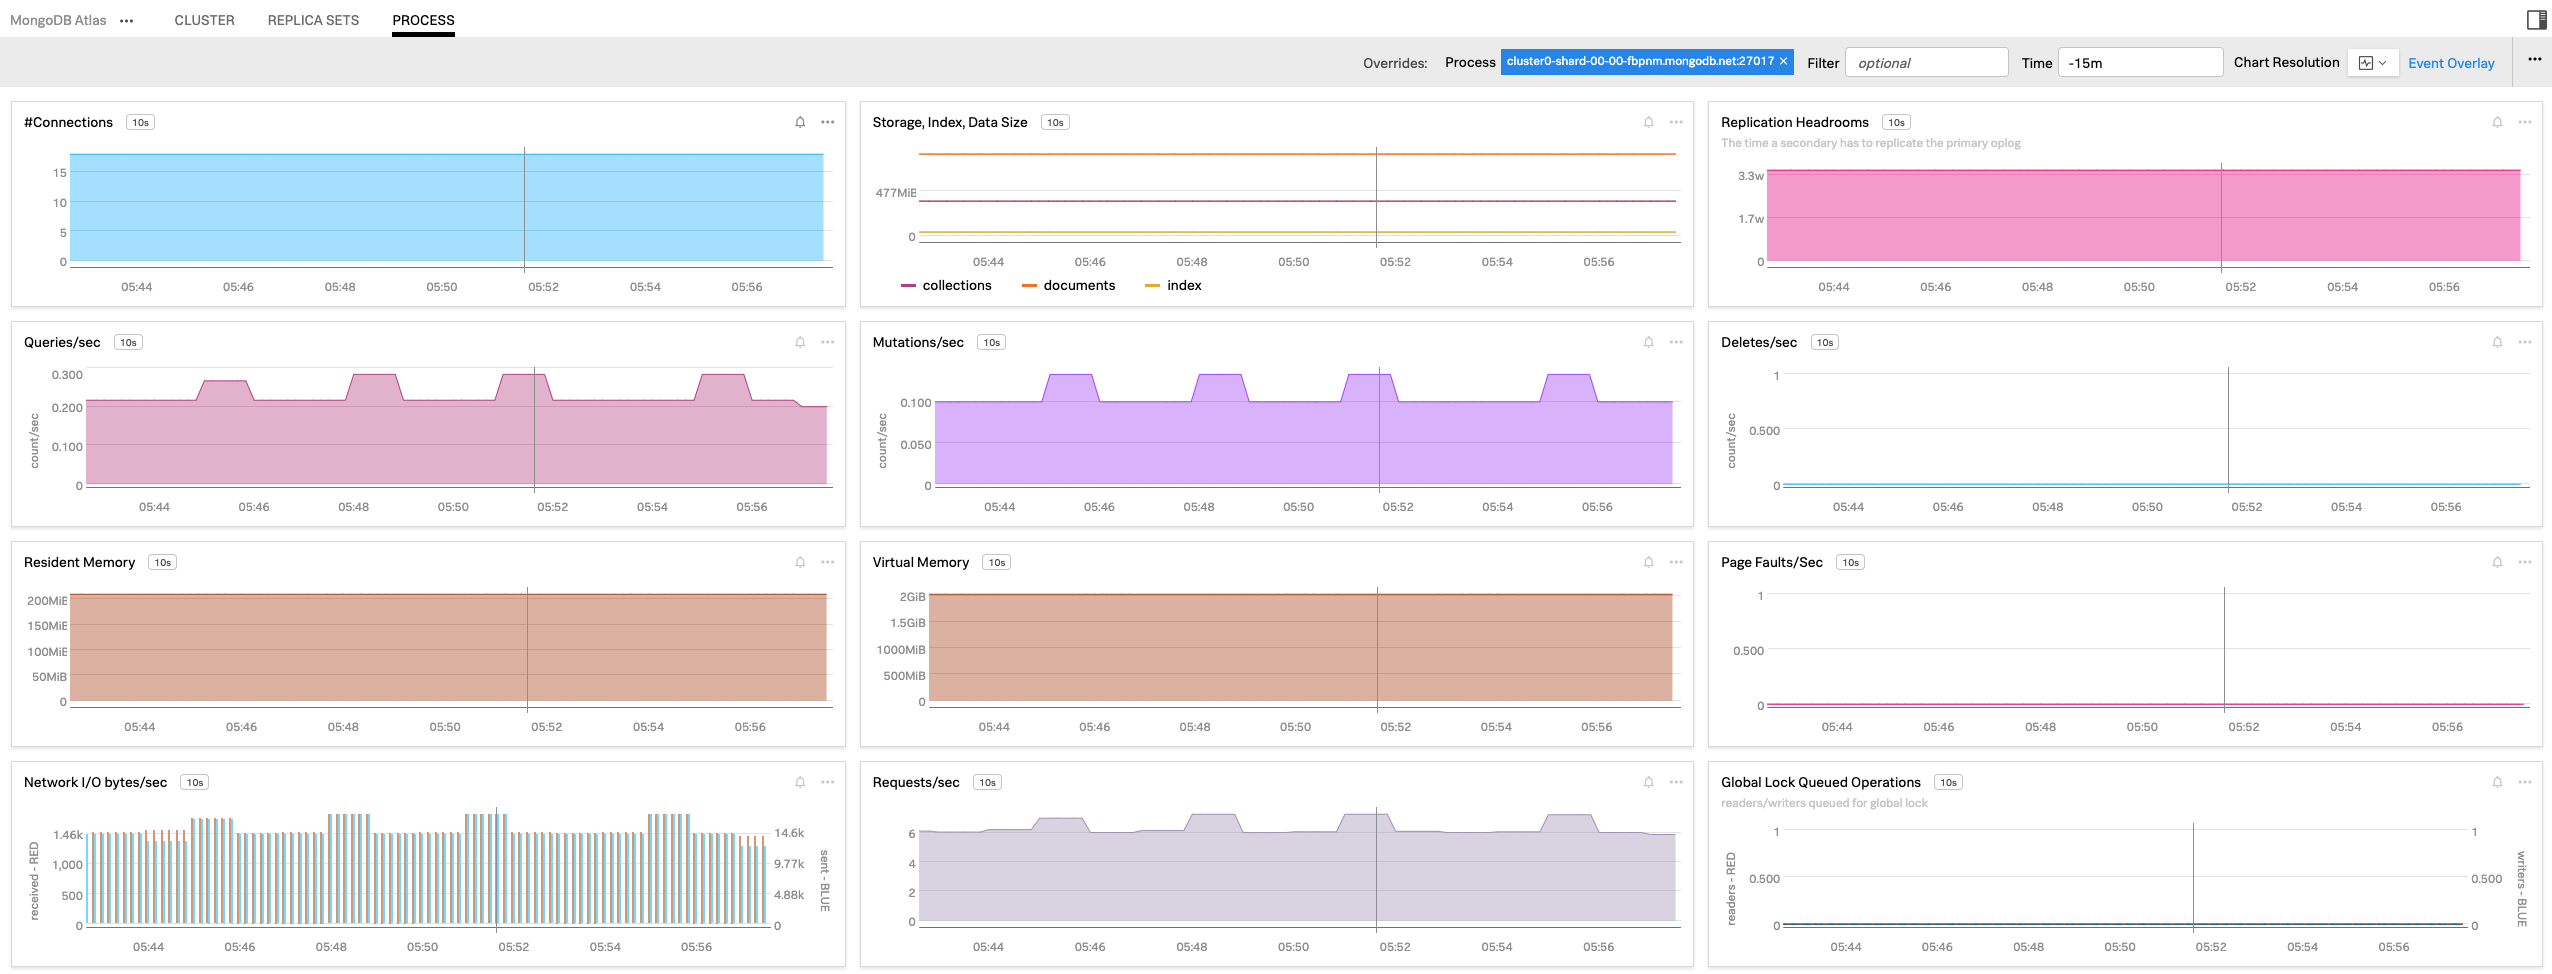 MongoDB Atlas ••• CLUSTER REPLICA SETS PROCESS
Overrides: Process cluster0-shard-00-00-fbpnm.mongodb.net:27017 × Filter optional Time -15m Chart Resolution Event Overlay •••
#Connections 10s
15
10
5
0
05:44 05:46 05:48 05:50 05:52 05:54 05:56
Storage, Index, Data Size 10s
477MiB
0
05:44 05:46 05:48 05:50 05:52 05:54 05:56
collections documents index
Replication Headrooms 10s
The time a secondary has to replicate the primary oplog
3.3w
1.7w
0
05:44 05:46 05:48 05:50 05:52 05:54 05:56
Queries/sec 10s
count/sec
0.300
0.200
0.100
0
05:44 05:46 05:48 05:50 05:52 05:54 05:56
Mutations/sec 10s
count/sec
0.100
0.050
0
05:44 05:46 05:48 05:50 05:52 05:54 05:56
Deletes/sec 10s
count/sec
1
0.500
0
05:44 05:46 05:48 05:50 05:52 05:54 05:56
Resident Memory 10s
200MiB
150MiB
100MiB
50MiB
0
05:44 05:46 05:48 05:50 05:52 05:54 05:56
Virtual Memory 10s
2GiB
1.5GiB
1000MiB
500MiB
0
05:44 05:46 05:48 05:50 05:52 05:54 05:56
Page Faults/Sec 10s
1
0.500
0
05:44 05:46 05:48 05:50 05:52 05:54 05:56
Network I/O bytes/sec 10s
received - RED
1.46k
1,000
500
0
14.6k
9.77k
4.88k
0
sent - BLUE
05:44 05:46 05:48 05:50 05:52 05:54 05:56
Requests/sec 10s
6
4
2
0
05:44 05:46 05:48 05:50 05:52 05:54 05:56
Global Lock Queued Operations 10s
readers/writers queued for global lock
readers - RED
1
0.500
0
1
0.500
0
writers - BLUE
05:44 05:46 05:48 05:50 05:52 05:54 05:56